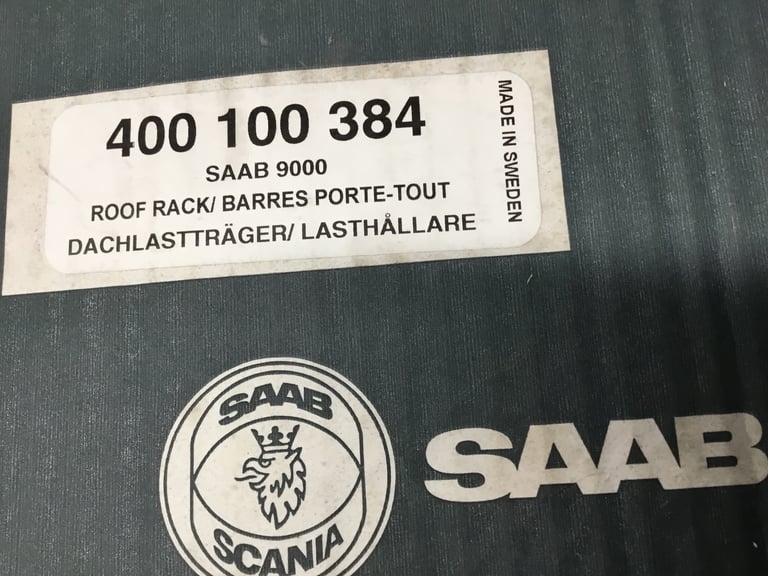 400 100 384
SAAB 9000
ROOF RACK/ BARRES PORTE-TOUT
DACHLASTTRÄGER/ LASTHÅLLARE
MADE IN SWEDEN
SAAB
SCANIA
SAAB